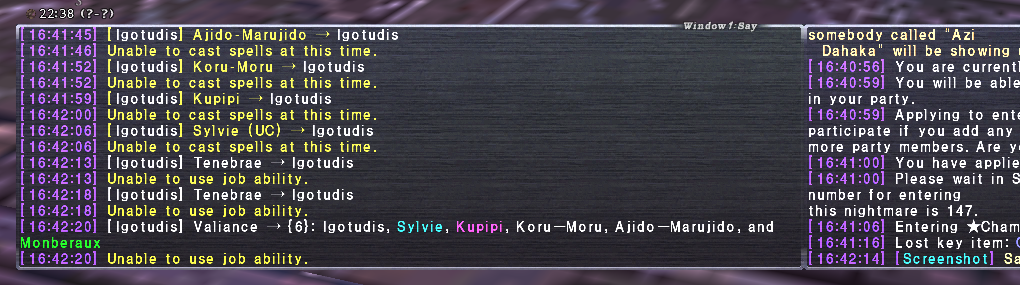 22:38 (?-?)
Window 1: Say
[16:41:45] [Igotudis] Ajido-Marujido → Igotudis
[16:41:46] Unable to cast spells at this time.
[16:41:52] [Igotudis] Koru-Moru → Igotudis
[16:41:52] Unable to cast spells at this time.
[16:41:59] [Igotudis] Kupipi → Igotudis
[16:42:00] Unable to cast spells at this time.
[16:42:06] [Igotudis] Sylvie (UC) → Igotudis
[16:42:06] Unable to cast spells at this time.
[16:42:13] [Igotudis] Tenebrae → Igotudis
[16:42:13] Unable to use job ability.
[16:42:18] [Igotudis] Tenebrae → Igotudis
[16:42:18] Unable to use job ability.
[16:42:20] [Igotudis] Valiance → {6}: Igotudis, Sylvie, Kupipi, Koru-Moru, Ajido-Marujido, and
Monberaux
[16:42:20] Unable to use job ability.
somebody called "Azi
Dahaka" will be showing
[16:40:56] You are current
[16:40:59] You will be able
in your party.
[16:40:59] Applying to ente
participate if you add any
more party members. Are y
[16:41:00] You have applie
[16:41:00] Please wait in S
number for entering
this nightmare is 147.
[16:41:06] Entering ★Cham
[16:41:16] Lost key item:
[16:42:14] [Screenshot] Sa